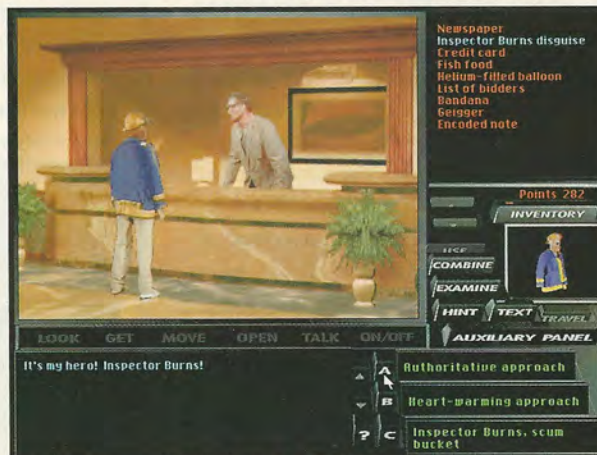 Newspaper
Inspector Burns disguise
Credit card
Fish food
Helium-filled balloon
List of bidders
Bandana
Geigger
Encoded note
Points 282
INVENTORY
USE
COMBINE
EXAMINE
HINT TEXT TRAVEL
LOOK GET MOVE OPEN TALK ON/OFF
AUXILIARY PANEL
It's my hero! Inspector Burns!
A Authoritative approach
B Heart-warming approach
? C Inspector Burns, scum
bucket